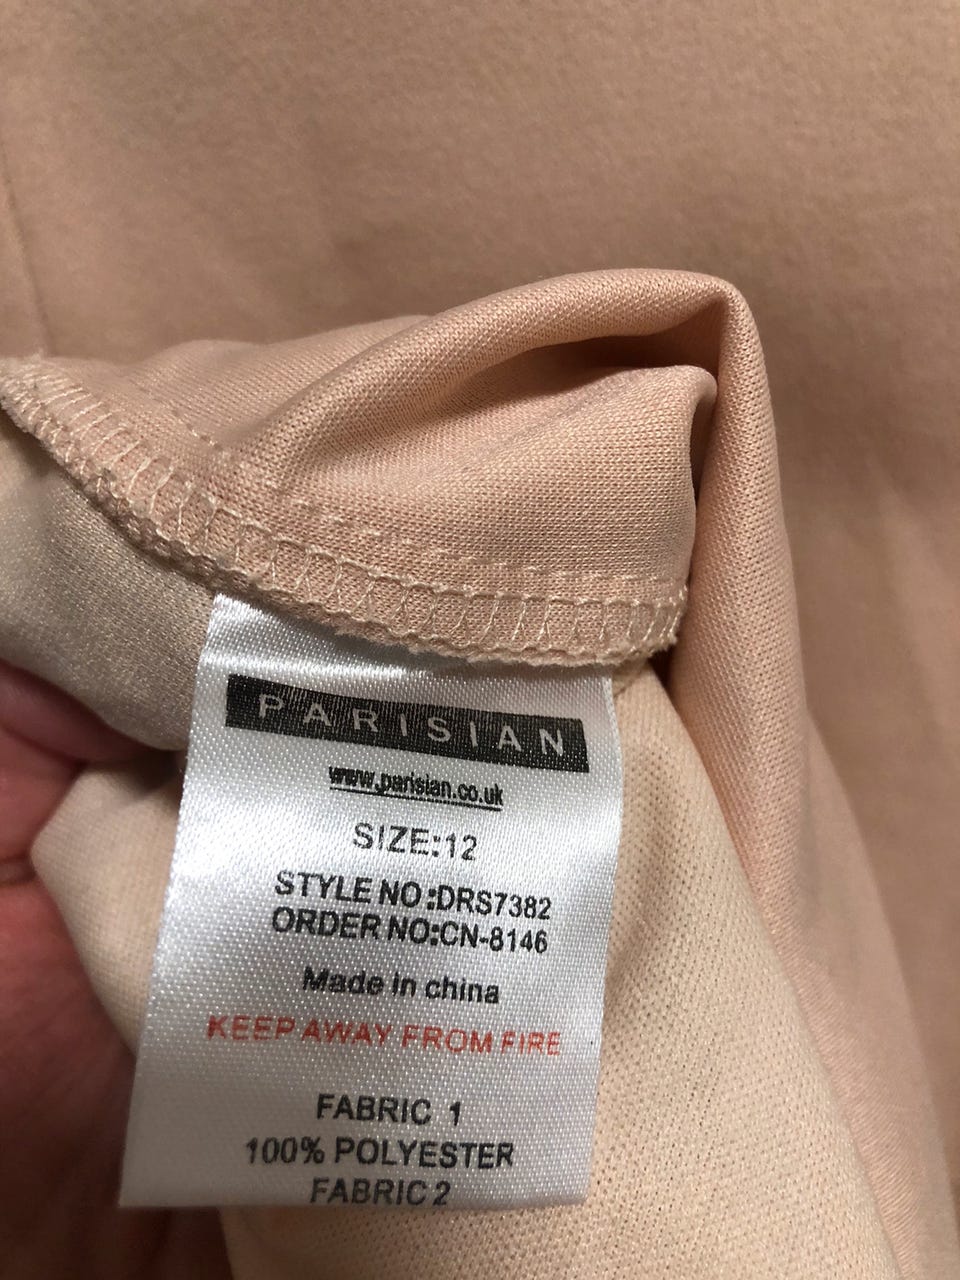 PARISIAN
www.parisian.co.uk
SIZE:12
STYLE NO:DRS7382
ORDER NO:CN-8146
Made in china
KEEP AWAY FROM FIRE
FABRIC 1
100% POLYESTER
FABRIC 2